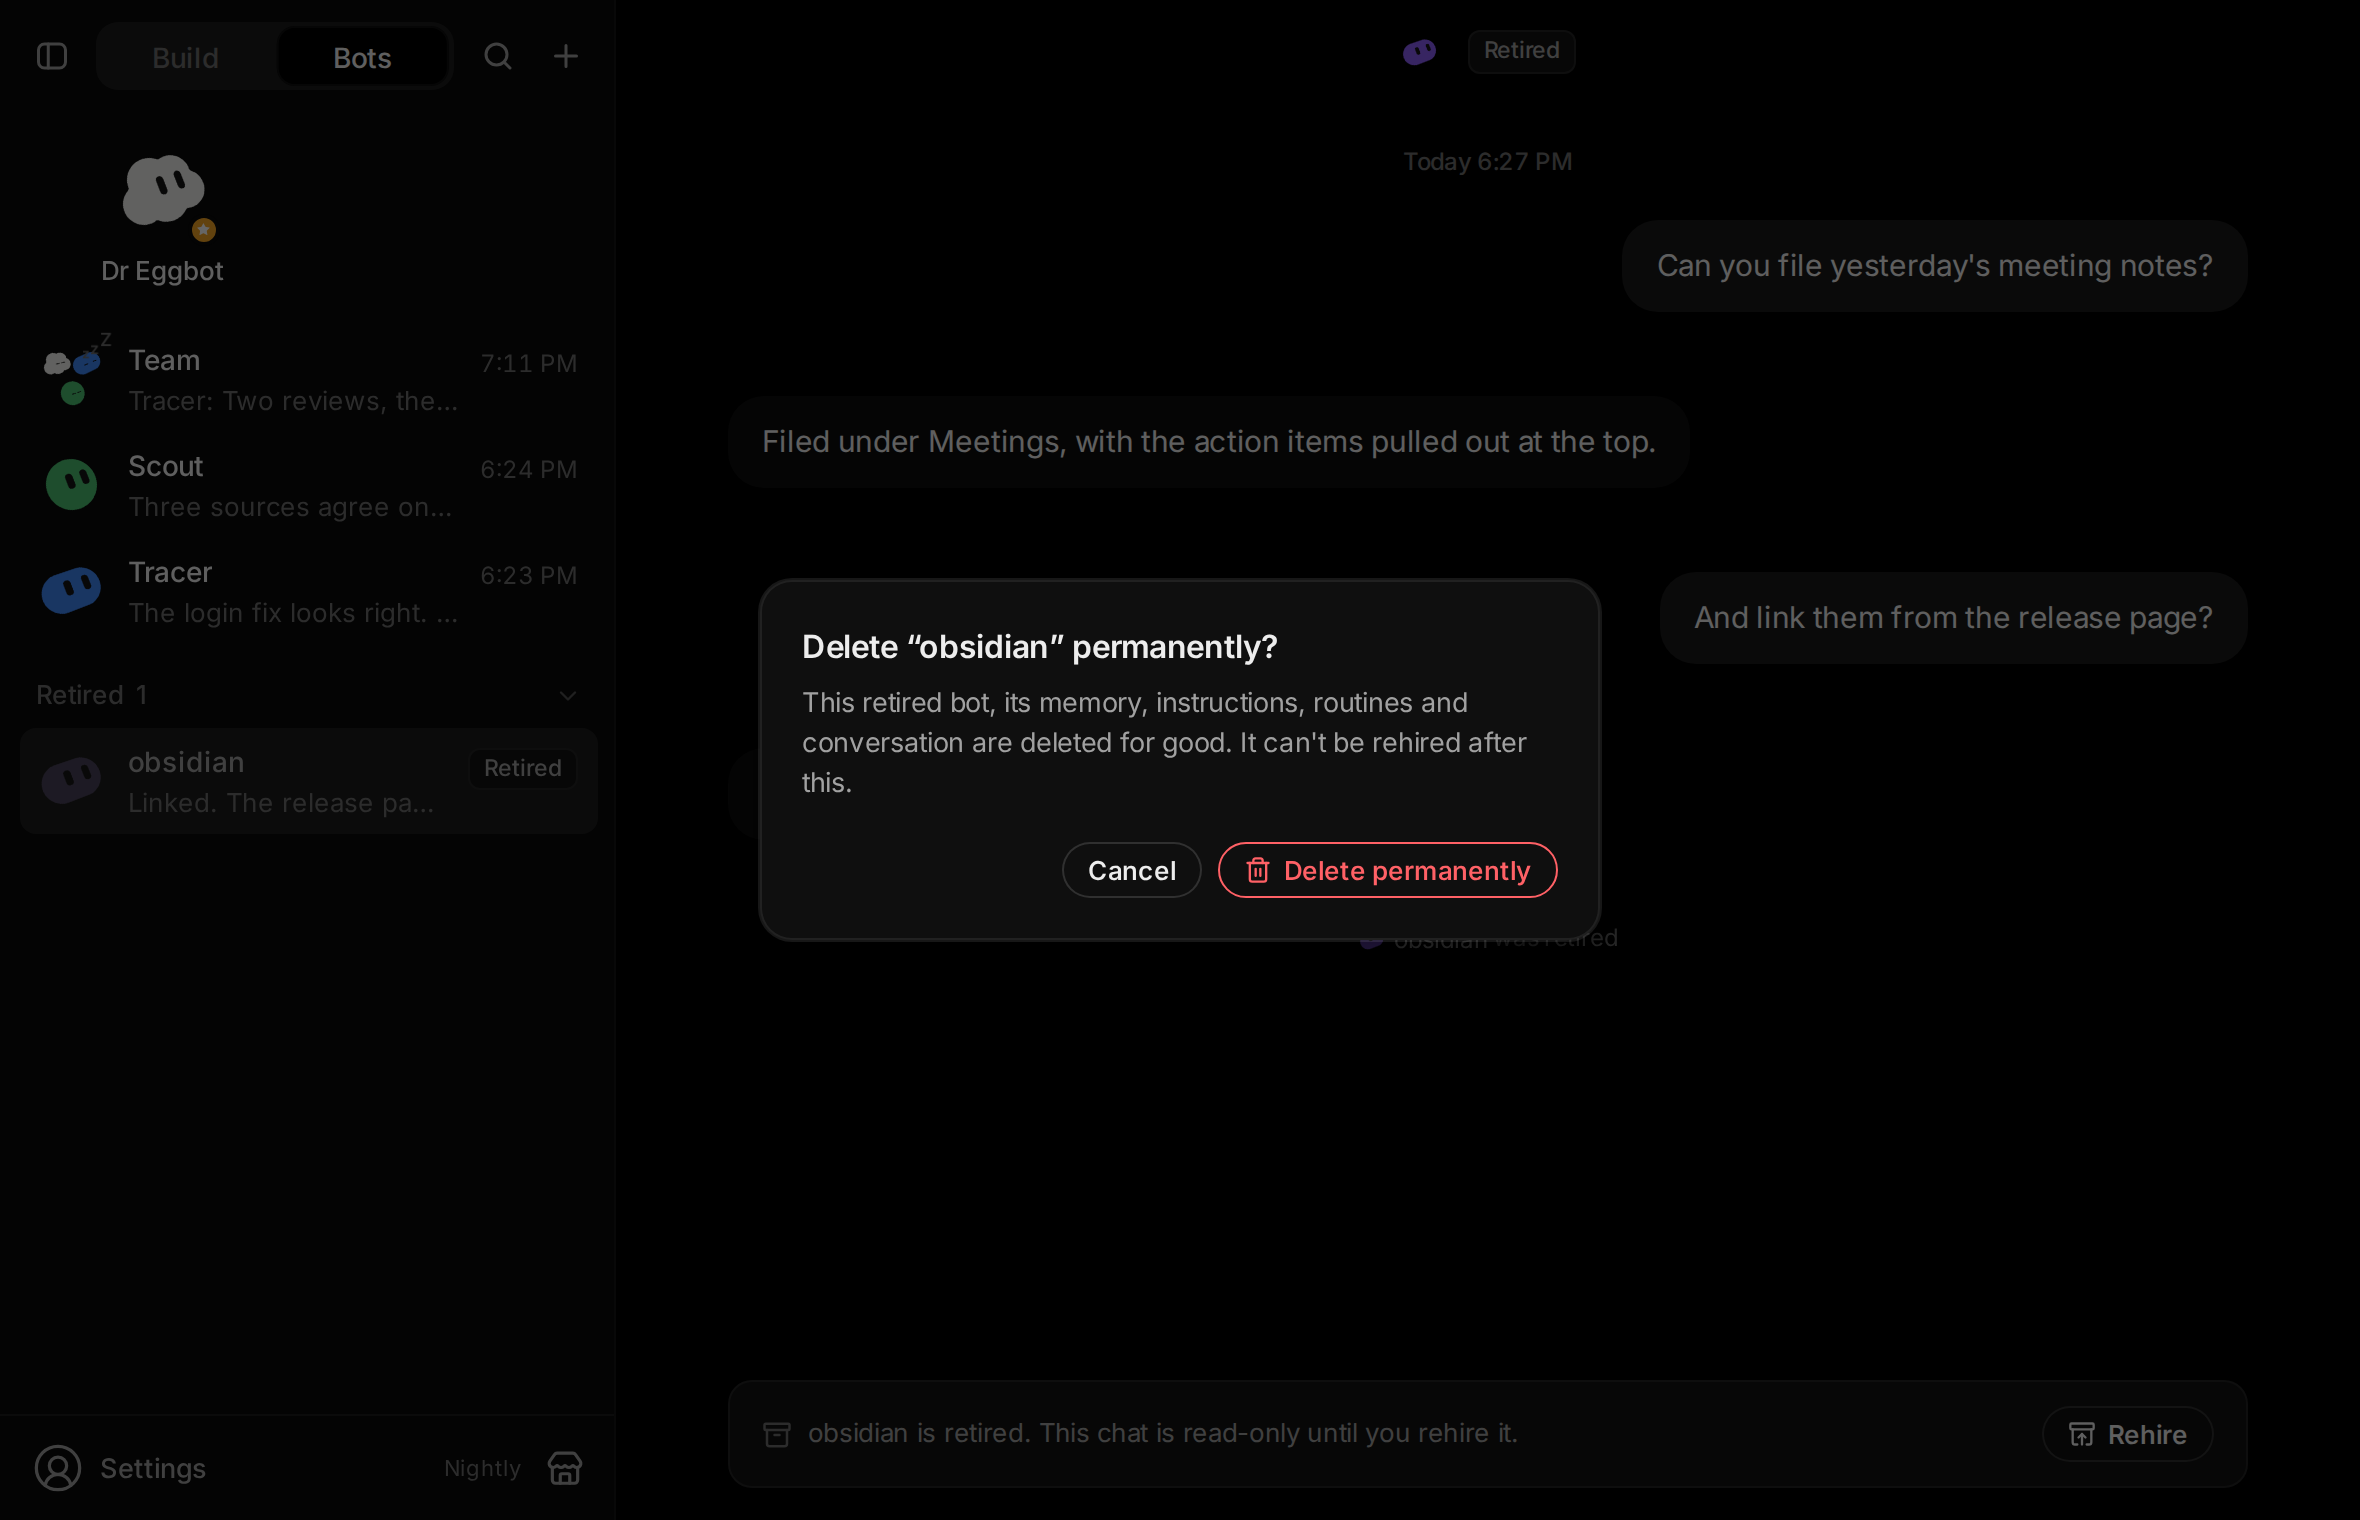 Build
Bots
Retired
Today 6:27 PM
Can you file yesterday's meeting notes?
Dr Eggbot
Team
7:11 PM
Tracer: Two reviews, the...
Filed under Meetings, with the action items pulled out at the top.
Scout
6:24 PM
Three sources agree on...
Tracer
6:23 PM
The login fix looks right. ...
And link them from the release page?
Retired 1
obsidian
Retired
Linked. The release pa...
Delete “obsidian” permanently?
This retired bot, its memory, instructions, routines and
conversation are deleted for good. It can't be rehired after
this.
Cancel
Delete permanently
obsidian was retired
obsidian is retired. This chat is read-only until you rehire it.
Rehire
Settings
Nightly